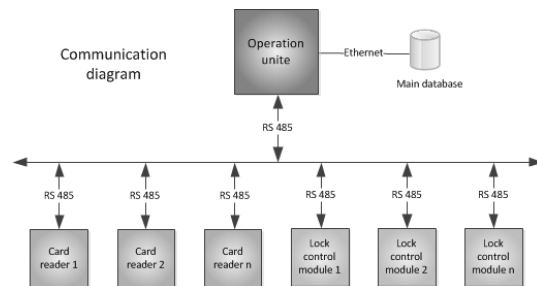 Communication
diagram
Operation
unite
Ethernet
Main database
RS 485
RS 485
RS 485
RS 485
RS 485
RS 485
RS 485
Card
reader 1
Card
reader 2
Card
reader n
Lock
control
module 1
Lock
control
module 2
Lock
control
module n